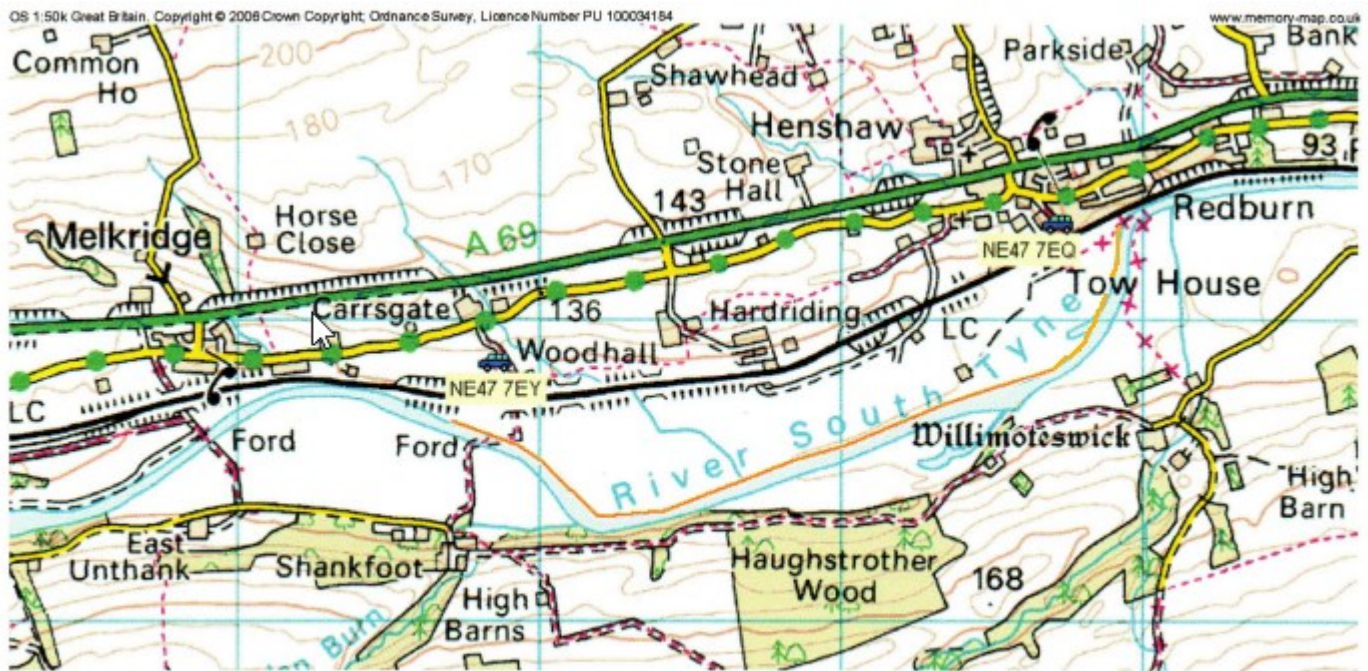 OS 1:50k Great Britain. Copyright © 2006 Crown Copyright; Ordnance Survey, Licence Number PU 100034184
www.memory-map.co.uk
Common
Ho
200
180
170
Shawhead
Parkside
Bank
Henshaw
Stone
Hall
143
93
Melkridge
Horse
Close
A 69
Redburn
NE47 7EQ
Tow House
Carrsgate
136
Hardriding
LC
Woodhall
NE47 7EY
LC
Ford
Ford
River South Tyne
Willimoteswick
High
Barn
East
Unthank
Shankfoot
Haughstrother
Wood
168
High
Barns
Burn